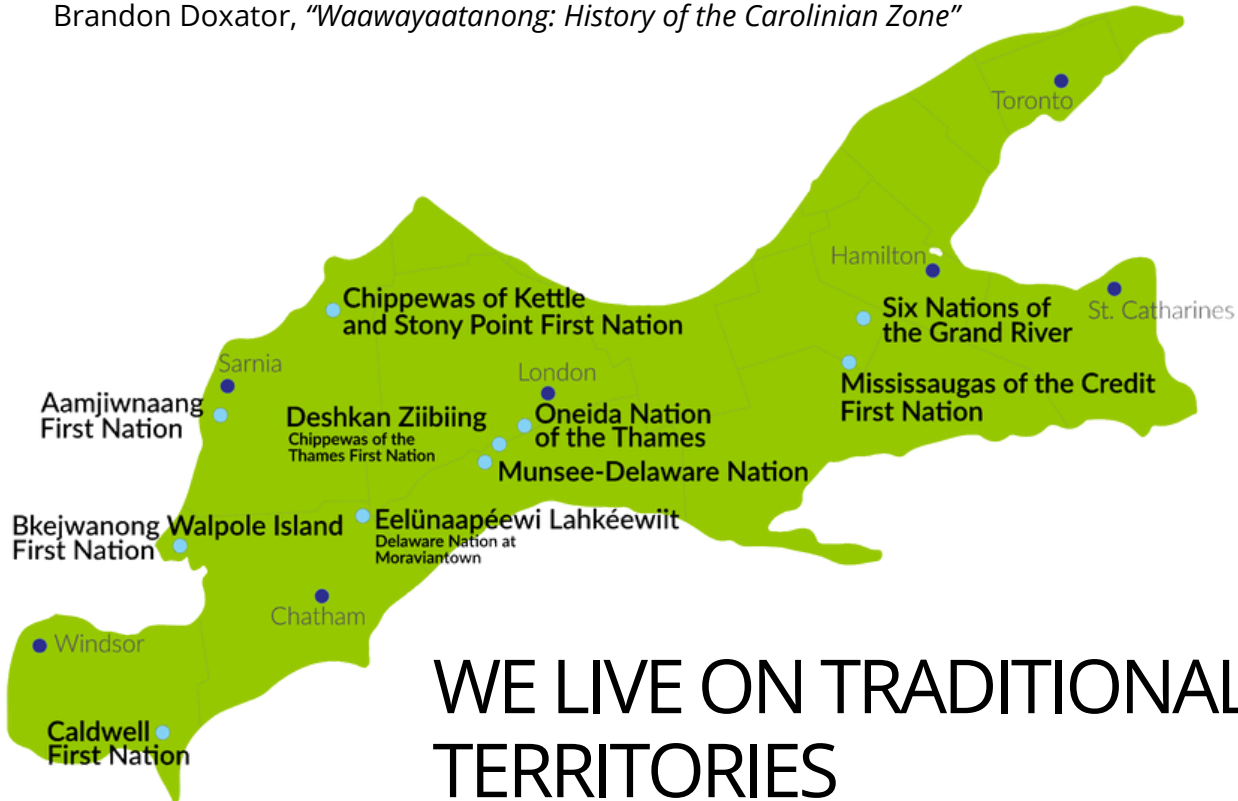 Brandon Doxator, “Waawayaatanong: History of the Carolinian Zone”
Toronto
Hamilton
Chippewas of Kettle
and Stony Point First Nation
Six Nations of
the Grand River
St. Catharines
Sarnia
London
Mississaugas of the Credit
First Nation
Aamjiwnaang
First Nation
Deshkan Ziibiing
Chippewas of the
Thames First Nation
Oneida Nation
of the Thames
Munsee-Delaware Nation
Bkejwanong Walpole Island
First Nation
Eelünaapéewi Lahkéewiit
Delaware Nation at
Moraviantown
Chatham
Windsor
Caldwell
First Nation
WE LIVE ON TRADITIONAL
TERRITORIES